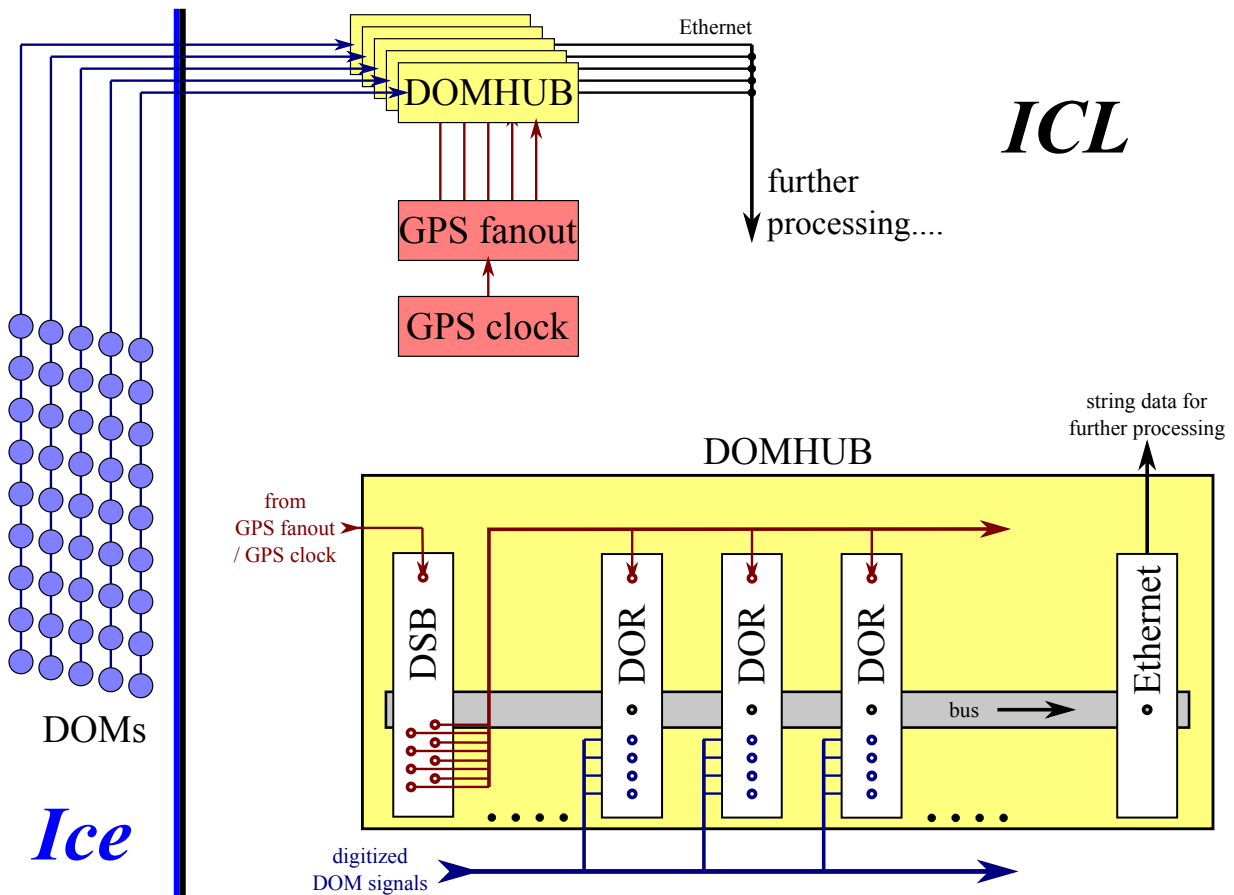 Ethernet
DOMHUB
ICL
further
processing....
GPS fanout
GPS clock
DOMs
Ice
string data for
further processing
DOMHUB
from
GPS fanout
/ GPS clock
DSB
DOR
DOR
DOR
Ethernet
bus
digitized
DOM signals